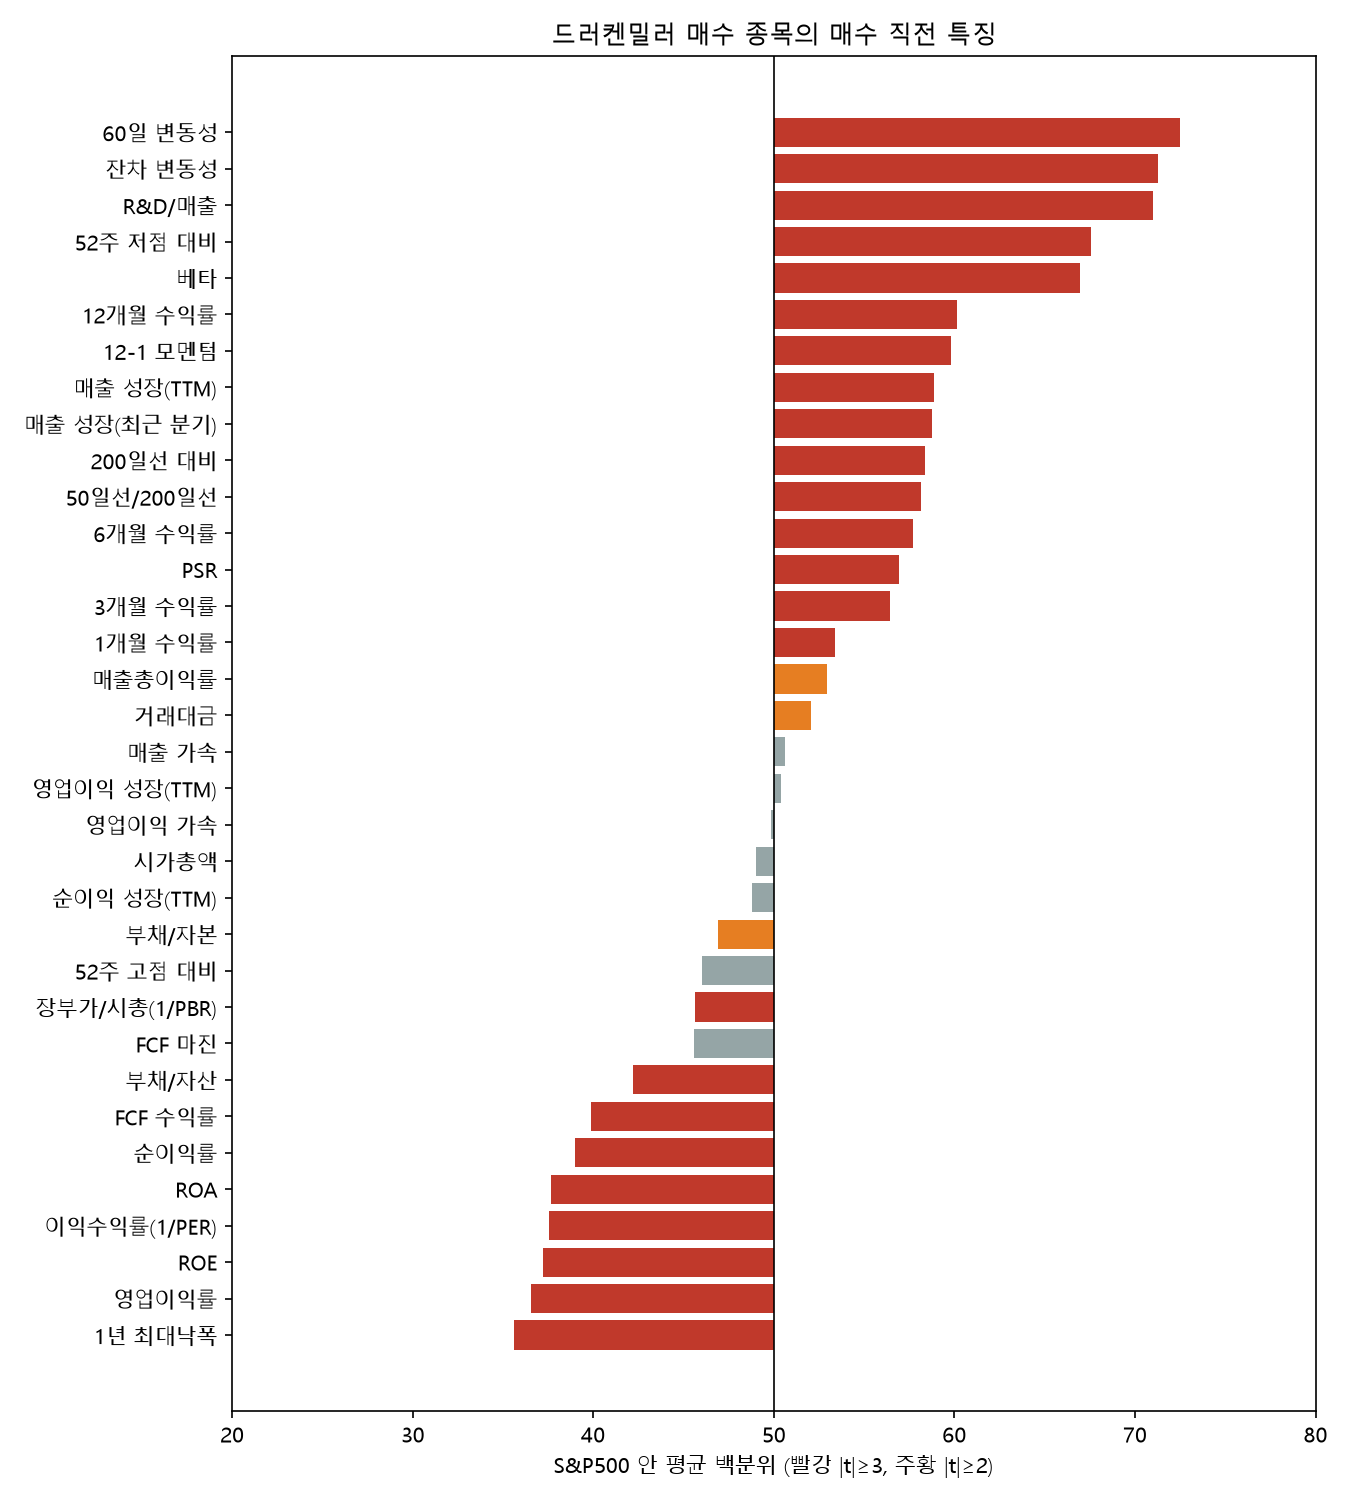 드러켄밀러 매수 종목의 매수 직전 특징
60일 변동성
잔차 변동성
R&D/매출
52주 저점 대비
베타
12개월 수익률
12-1 모멘텀
매출 성장(TTM)
매출 성장(최근 분기)
200일선 대비
50일선/200일선
6개월 수익률
PSR
3개월 수익률
1개월 수익률
매출총이익률
거래대금
매출 가속
영업이익 성장(TTM)
영업이익 가속
시가총액
순이익 성장(TTM)
부채/자본
52주 고점 대비
장부가/시총(1/PBR)
FCF 마진
부채/자산
FCF 수익률
순이익률
ROA
이익수익률(1/PER)
ROE
영업이익률
1년 최대낙폭
20 30 40 50 60 70 80
S&P500 안 평균 백분위 (빨강 |t|≥3, 주황 |t|≥2)